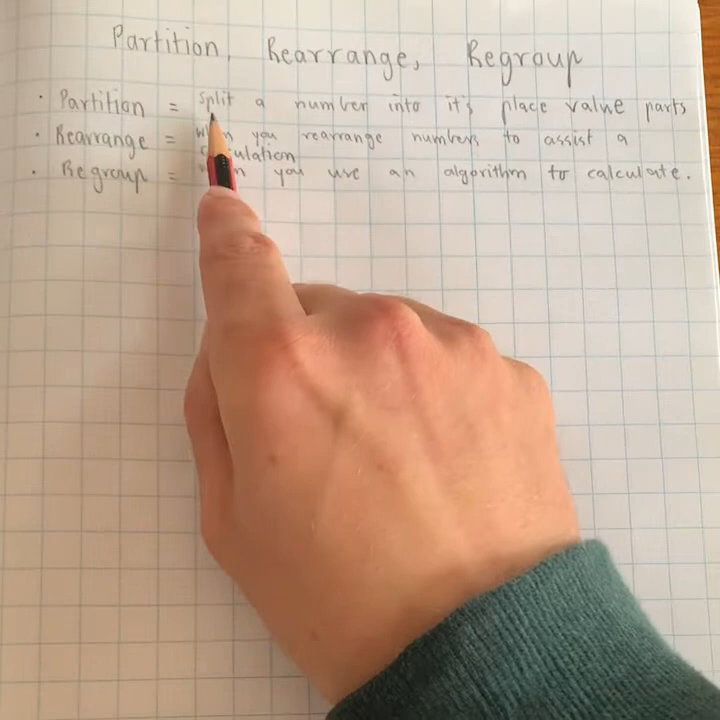 Partition, Rearrange, Regroup
• Partition = Split a number into it's place value parts
• Rearrange = When you rearrange numbers to assist a
• Regroup = you use an algorithm to calculate.